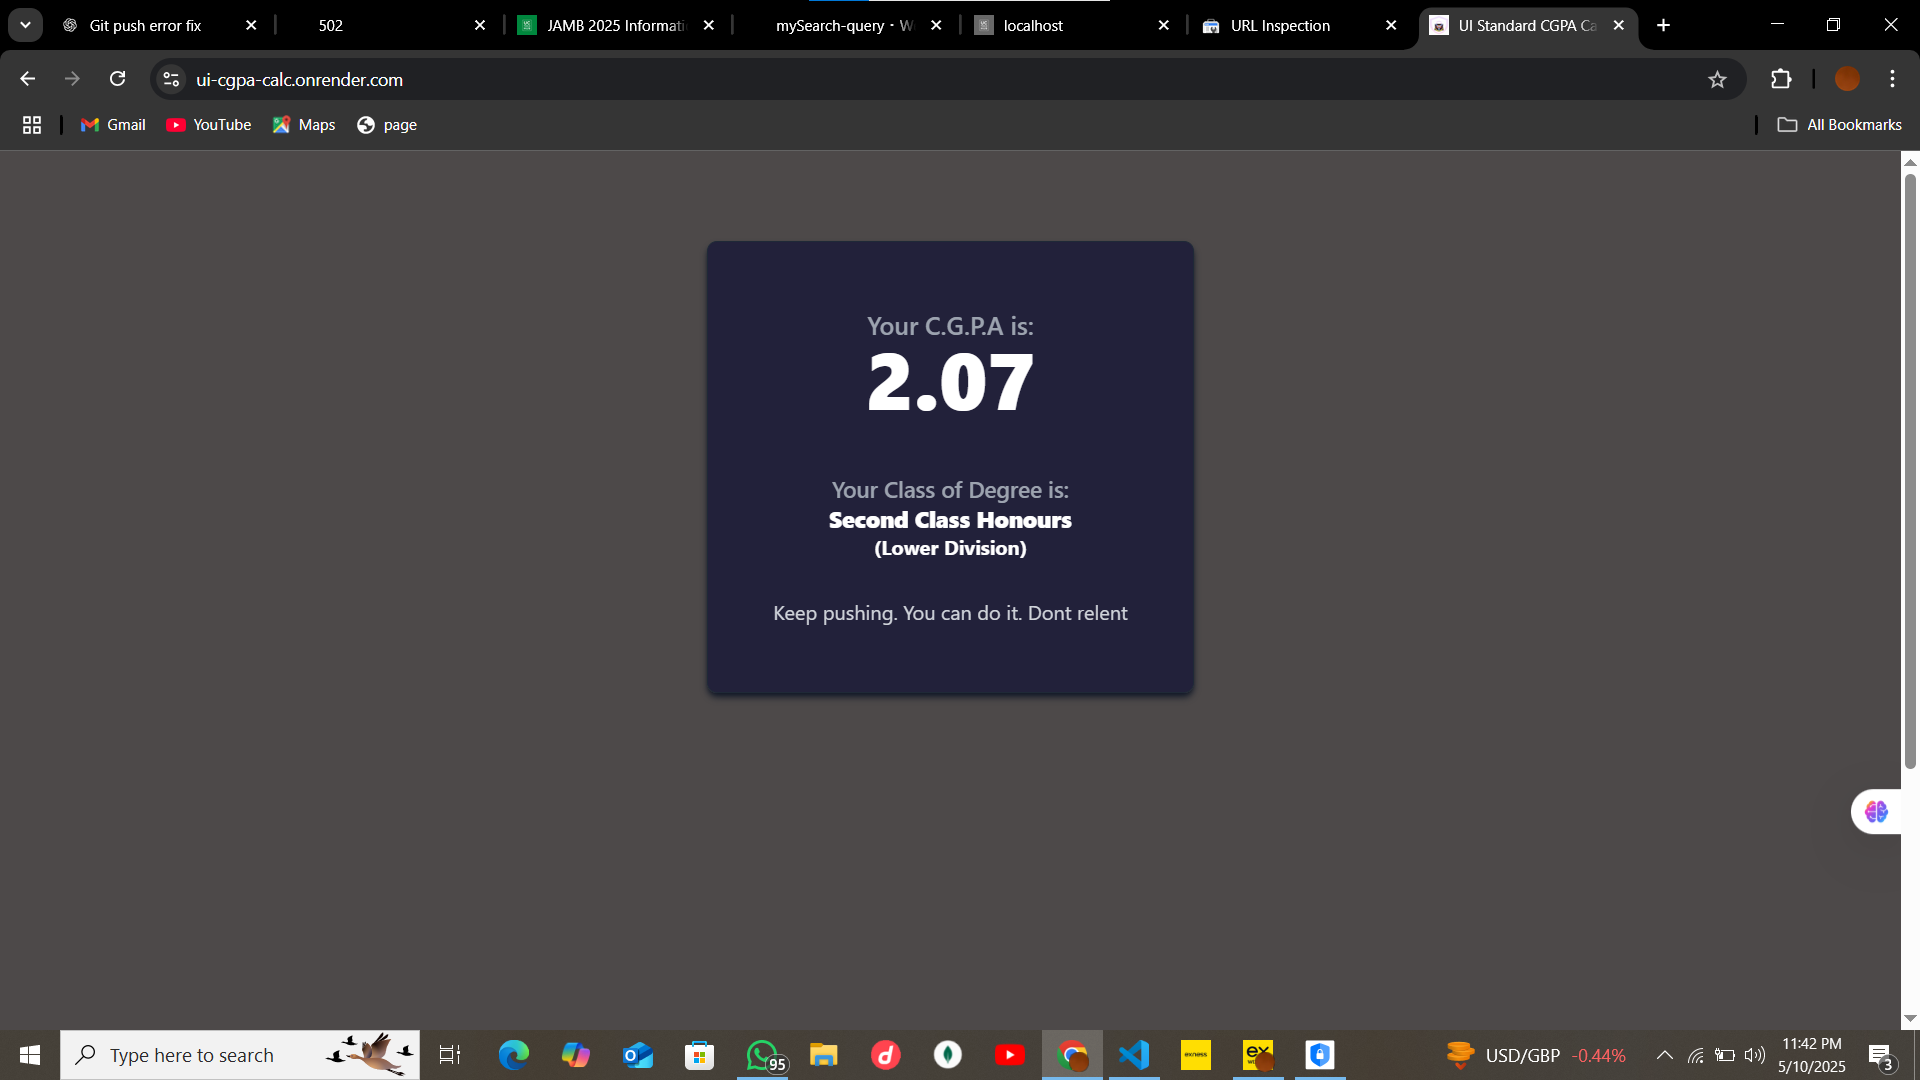 Git push error fix
502
JAMB 2025 Informati
mySearch-query - W
localhost
URL Inspection
UI Standard CGPA Ca
ui-cgpa-calc.onrender.com
Gmail
YouTube
Maps
page
All Bookmarks
Your C.G.P.A is:
2.07
Your Class of Degree is:
Second Class Honours
(Lower Division)
Keep pushing. You can do it. Dont relent
Type here to search
95
exness
ex
USD/GBP -0.44%
11:42 PM
5/10/2025
3